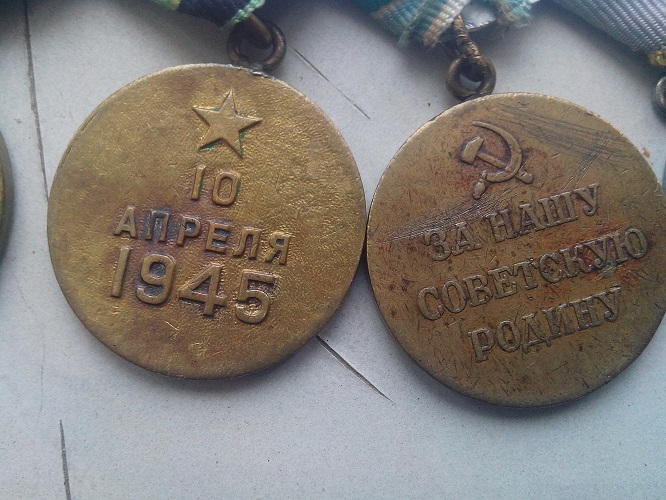 10
АПРЕЛЯ
1945
ЗА НАШУ
СОВЕТСКУЮ
РОДИНУ